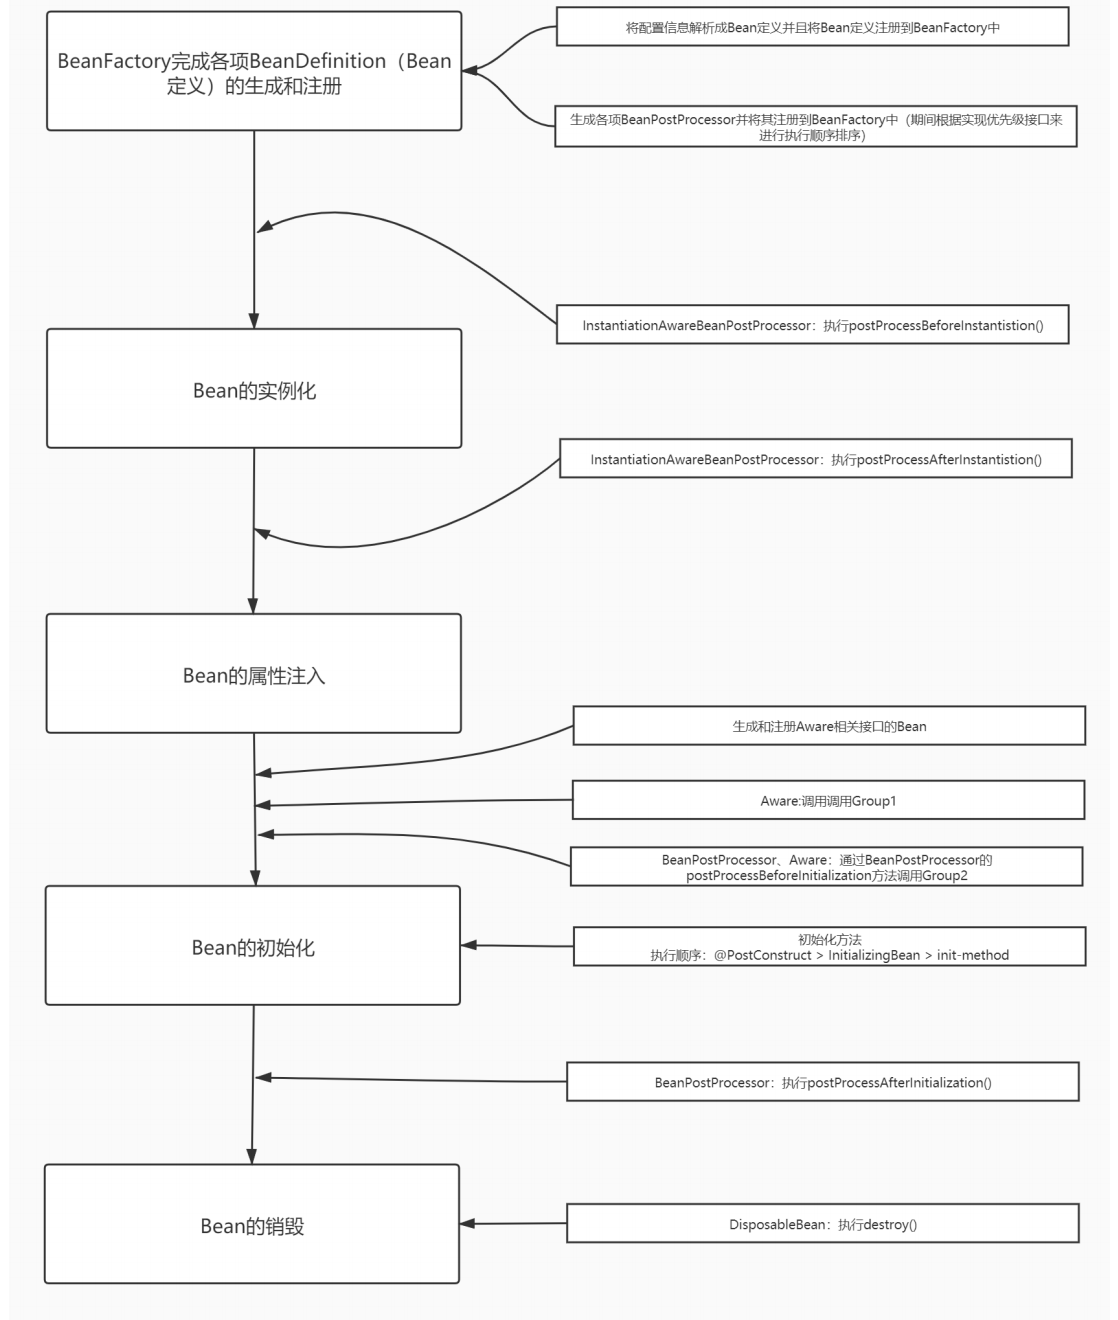 将配置信息解析成Bean定义并且将Bean定义注册到BeanFactory中
BeanFactory完成各项BeanDefinition（Bean
定义）的生成和注册
生成各项BeanPostProcessor并将其注册到BeanFactory中（期间根据实现优先级接口来
进行执行顺序排序）
InstantiationAwareBeanPostProcessor：执行postProcessBeforeInstantistion()
Bean的实例化
InstantiationAwareBeanPostProcessor：执行postProcessAfterInstantistion()
Bean的属性注入
生成和注册Aware相关接口的Bean
Aware:调用调用Group1
BeanPostProcessor、Aware：通过BeanPostProcessor的
postProcessBeforeInitialization方法调用Group2
Bean的初始化
初始化方法
执行顺序：@PostConstruct > InitializingBean > init-method
BeanPostProcessor：执行postProcessAfterInitialization()
Bean的销毁
DisposableBean：执行destroy()